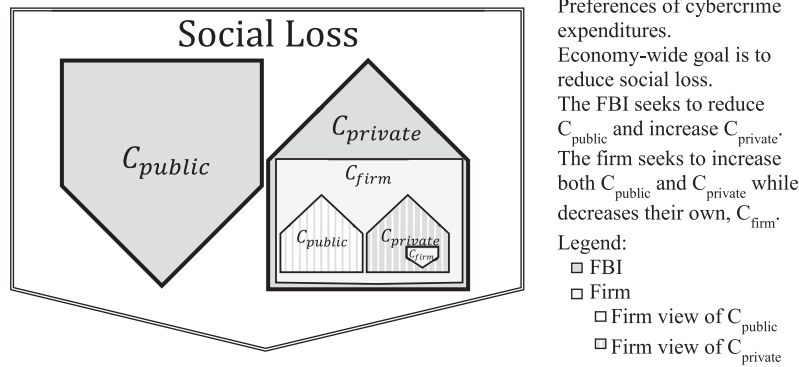 Social Loss
C_public
C_private
C_firm
C_public
C_private
C_firm
Preferences of cybercrime
expenditures.
Economy-wide goal is to
reduce social loss.
The FBI seeks to reduce
C_public and increase C_private.
The firm seeks to increase
both C_public and C_private while
decreases their own, C_firm.
Legend:
FBI
Firm
Firm view of C_public
Firm view of C_private